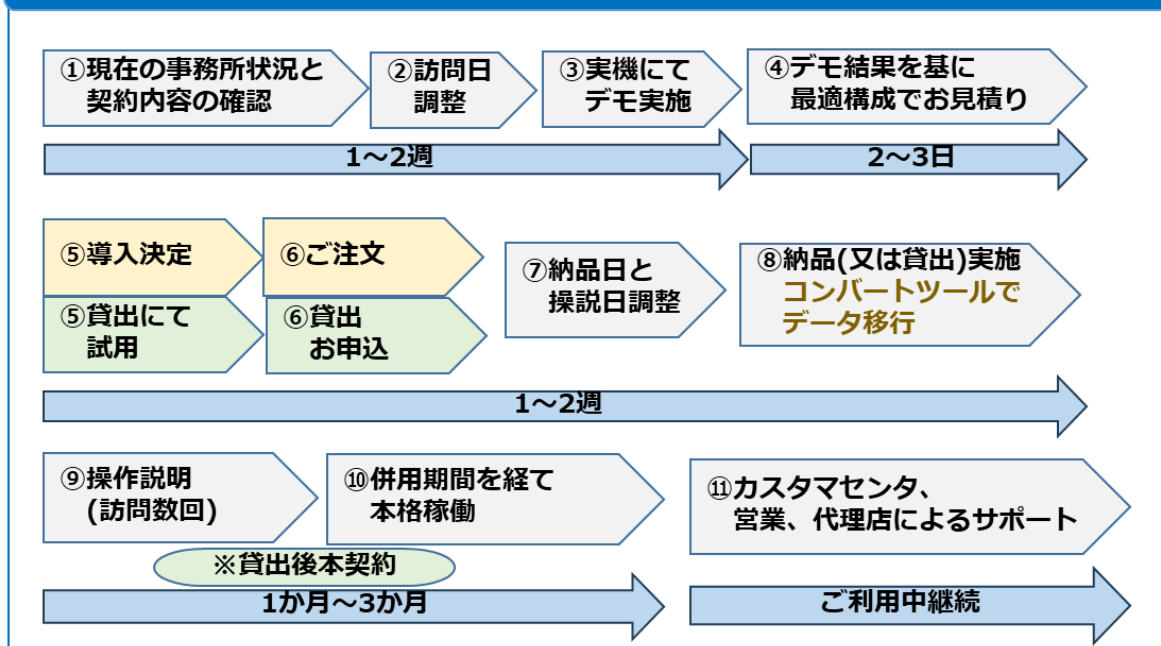 ①現在の事務所状況と
契約内容の確認
②訪問日
調整
③実機にて
デモ実施
④デモ結果を基に
最適構成でお見積り
1～2週
2～3日
⑤導入決定
⑥ご注文
⑤貸出にて
試用
⑥貸出
お申込
⑦納品日と
操説日調整
⑧納品(又は貸出)実施
コンバートツールで
データ移行
1～2週
⑨操作説明
(訪問数回)
⑩併用期間を経て
本格稼働
⑪カスタマセンタ、
営業、代理店によるサポート
※貸出後本契約
1か月～3か月
ご利用中継続